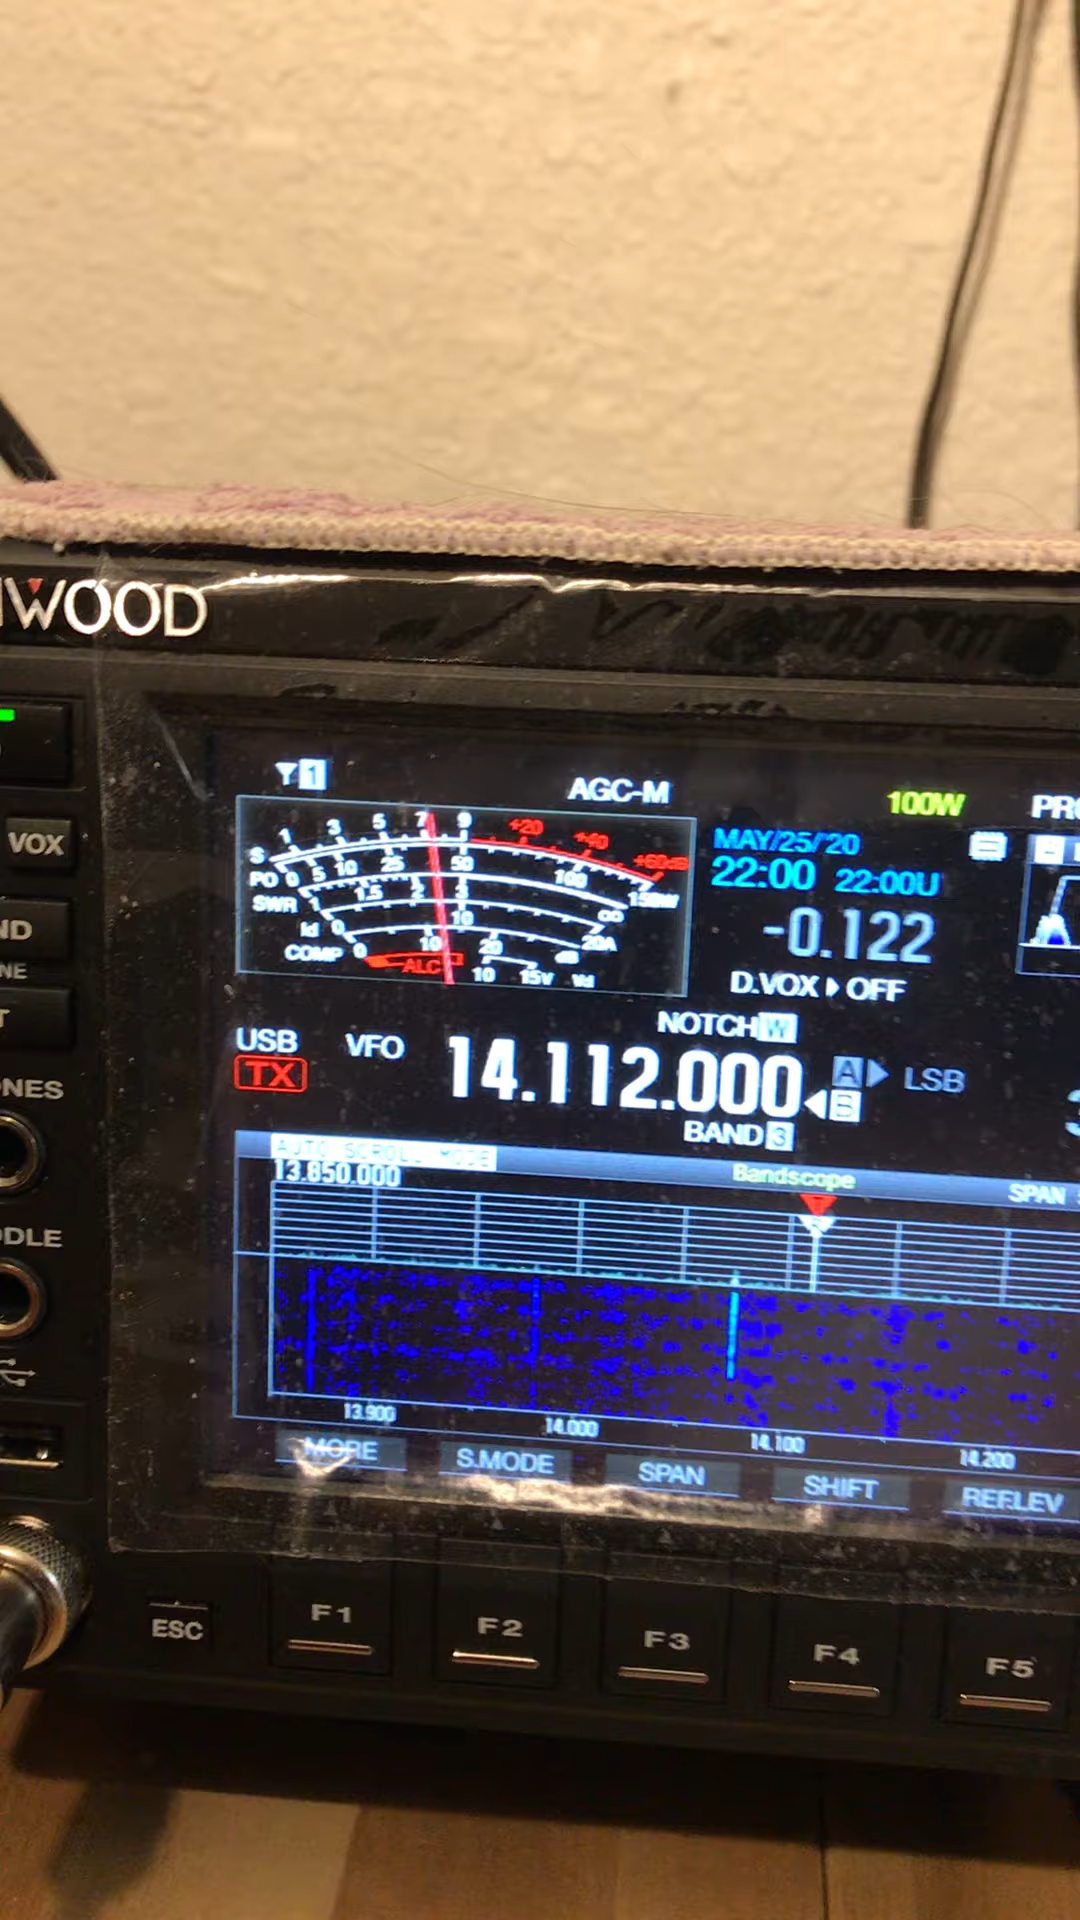 WOOD
1
AGC-M
100W
PR
VOX
S 1 3 5 7 9 +20 +40 +60dB
PO 0 5 10 25 50 100 150W
SWR 1 1.5 2 3 ∞
Id 0 10 20A
COMP 0 10 20 dB
ALC 10 15V Vd
MAY/25/'20
22:00 22:00U
-0.122
D.VOX▶OFF
ND
NE
T
NOTCH W
USB VFO 14.112.000 A▶ LSB
TX ◀B
BAND 3
ONES
AUTO SCROLL MODE
13.850.000
Bandscope
SPAN
T
DDLE
13.900 14.000 14.100 14.200
MORE S.MODE SPAN SHIFT REF.LEV
ESC F1 F2 F3 F4 F5